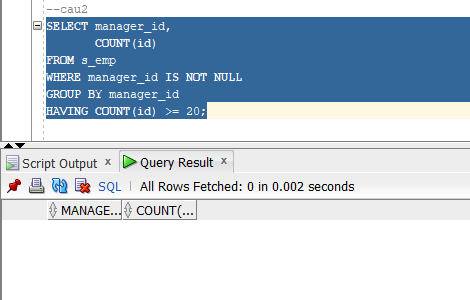 --cau2
SELECT manager_id,
COUNT(id)
FROM s_emp
WHERE manager_id IS NOT NULL
GROUP BY manager_id
HAVING COUNT(id) >= 20;
Script Output x Query Result x
SQL | All Rows Fetched: 0 in 0.002 seconds
MANAGE... COUNT(...